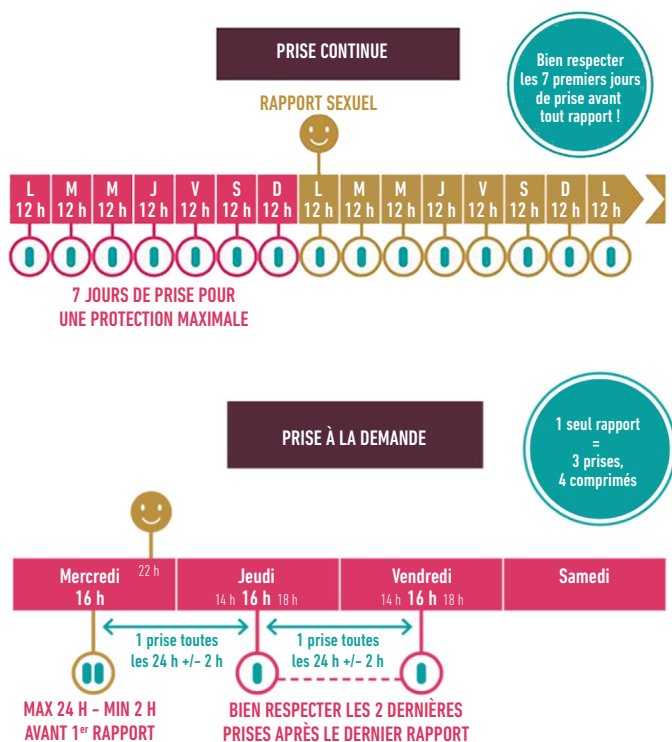 PRISE CONTINUE
Bien respecter
les 7 premiers jours
de prise avant
tout rapport !
RAPPORT SEXUEL
L M M J V S D L M M J V S D L
12 h 12 h 12 h 12 h 12 h 12 h 12 h 12 h 12 h 12 h 12 h 12 h 12 h 12 h 12 h
7 JOURS DE PRISE POUR
UNE PROTECTION MAXIMALE
PRISE À LA DEMANDE
1 seul rapport
=
3 prises,
4 comprimés
Mercredi 22 h Jeudi Vendredi Samedi
16 h 14 h 16 h 18 h 14 h 16 h 18 h
1 prise toutes 1 prise toutes
les 24 h +/- 2 h les 24 h +/- 2 h
MAX 24 H - MIN 2 H
AVANT 1er RAPPORT
BIEN RESPECTER LES 2 DERNIÈRES
PRISES APRÈS LE DERNIER RAPPORT